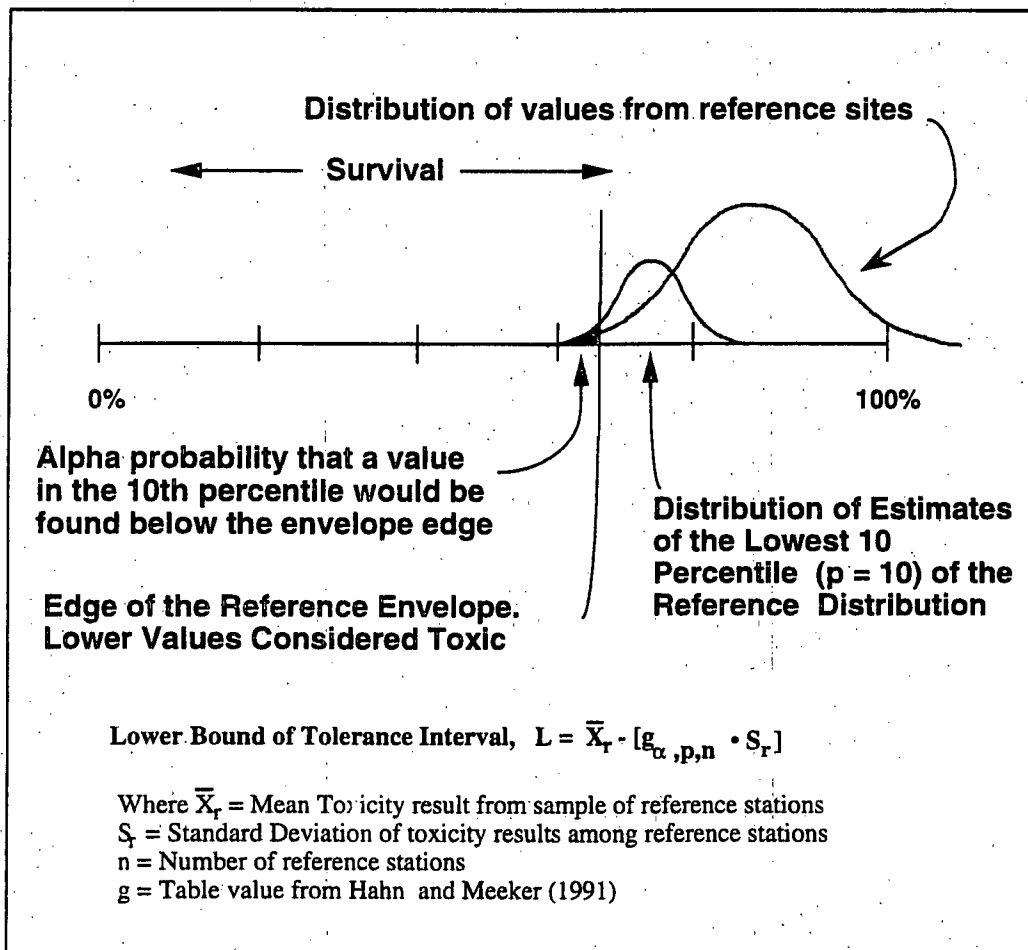 Distribution of values from reference sites
Survival
0%
100%
Alpha probability that a value
in the 10th percentile would be
found below the envelope edge
Distribution of Estimates
of the Lowest 10
Percentile (p = 10) of the
Reference Distribution
Edge of the Reference Envelope.
Lower Values Considered Toxic
Lower Bound of Tolerance Interval, L = X̄r - [gα,p,n • Sr]
Where X̄r = Mean Toxicity result from sample of reference stations
Sr = Standard Deviation of toxicity results among reference stations
n = Number of reference stations
g = Table value from Hahn and Meeker (1991)